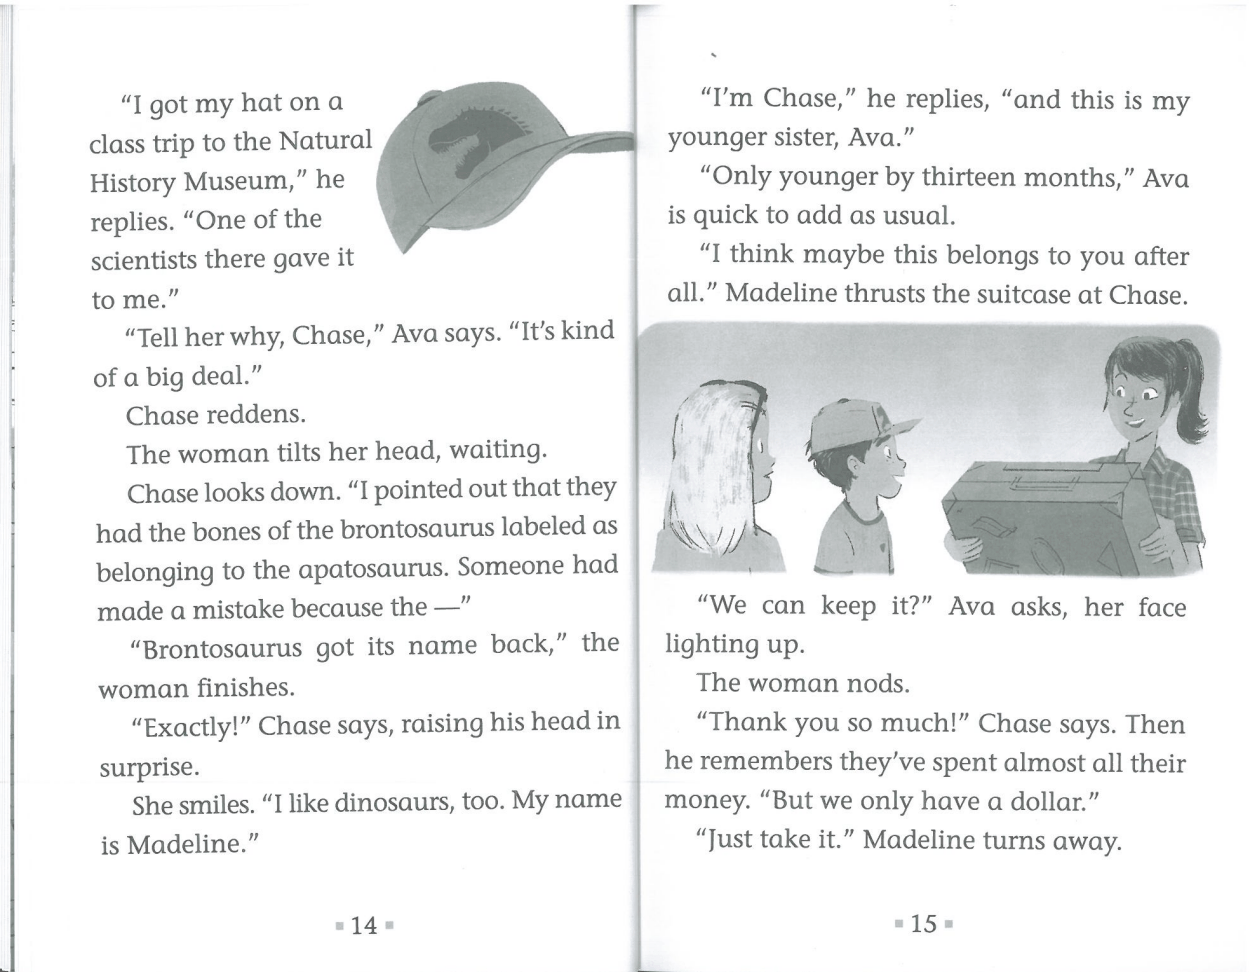 “I got my hat on a
class trip to the Natural
History Museum,” he
replies. “One of the
scientists there gave it
to me.”
“Tell her why, Chase,” Ava says. “It’s kind
of a big deal.”
Chase reddens.
The woman tilts her head, waiting.
Chase looks down. “I pointed out that they
had the bones of the brontosaurus labeled as
belonging to the apatosaurus. Someone had
made a mistake because the —”
“Brontosaurus got its name back,” the
woman finishes.
“Exactly!” Chase says, raising his head in
surprise.
She smiles. “I like dinosaurs, too. My name
is Madeline.”
14
“I’m Chase,” he replies, “and this is my
younger sister, Ava.”
“Only younger by thirteen months,” Ava
is quick to add as usual.
“I think maybe this belongs to you after
all.” Madeline thrusts the suitcase at Chase.
“We can keep it?” Ava asks, her face
lighting up.
The woman nods.
“Thank you so much!” Chase says. Then
he remembers they’ve spent almost all their
money. “But we only have a dollar.”
“Just take it.” Madeline turns away.
15